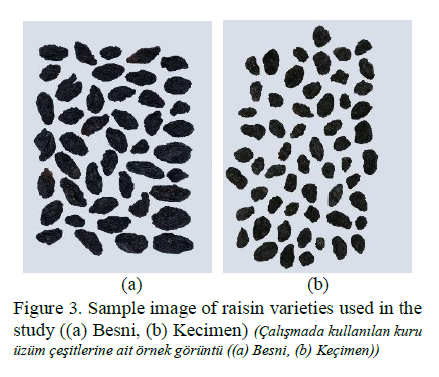 (a) (b)
Figure 3. Sample image of raisin varieties used in the
study ((a) Besni, (b) Kecimen) (Çalışmada kullanılan kuru
üzüm çeşitlerine ait örnek görüntü ((a) Besni, (b) Keçimen))